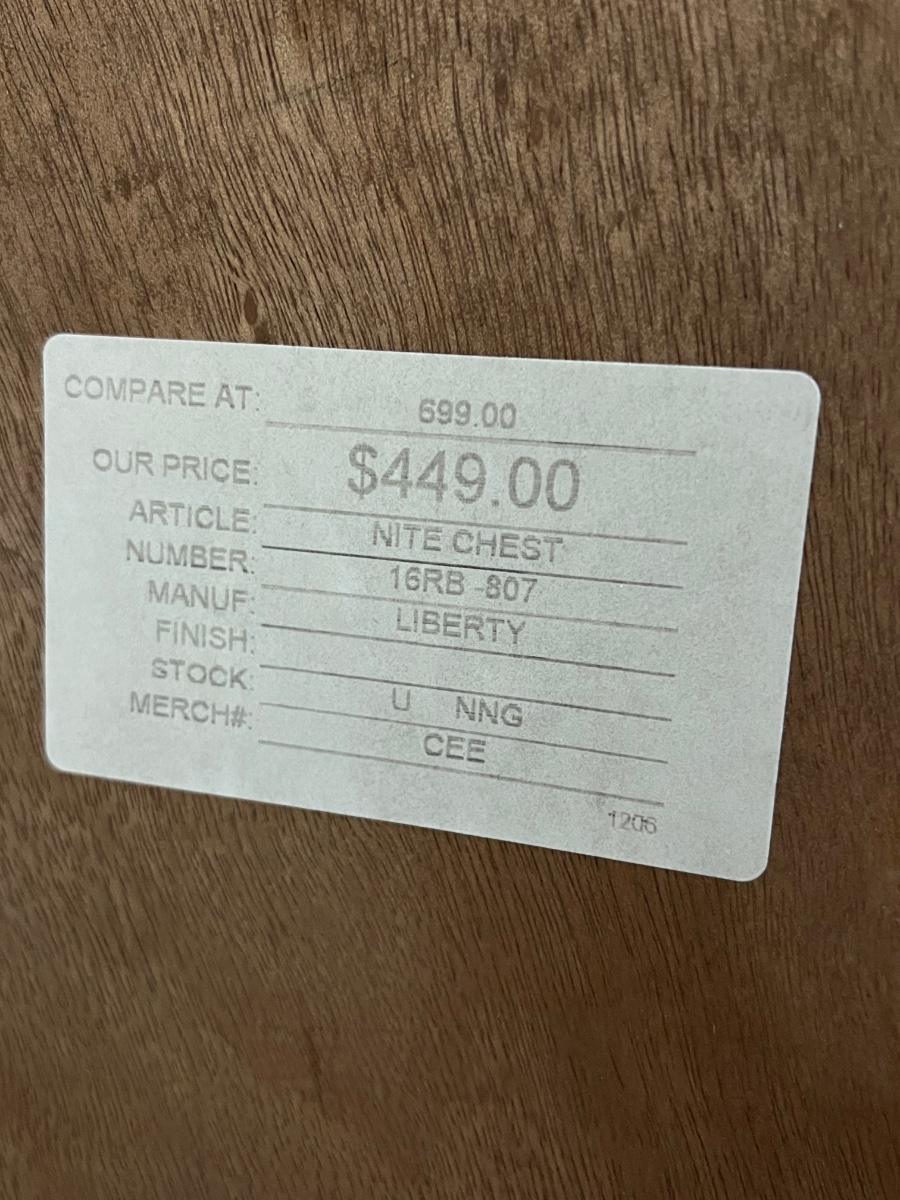 COMPARE AT: 699.00
OUR PRICE: $449.00
ARTICLE: NITE CHEST
NUMBER: 16RB -807
MANUF: LIBERTY
FINISH:
STOCK: U NNG
MERCH#: CEE
1206